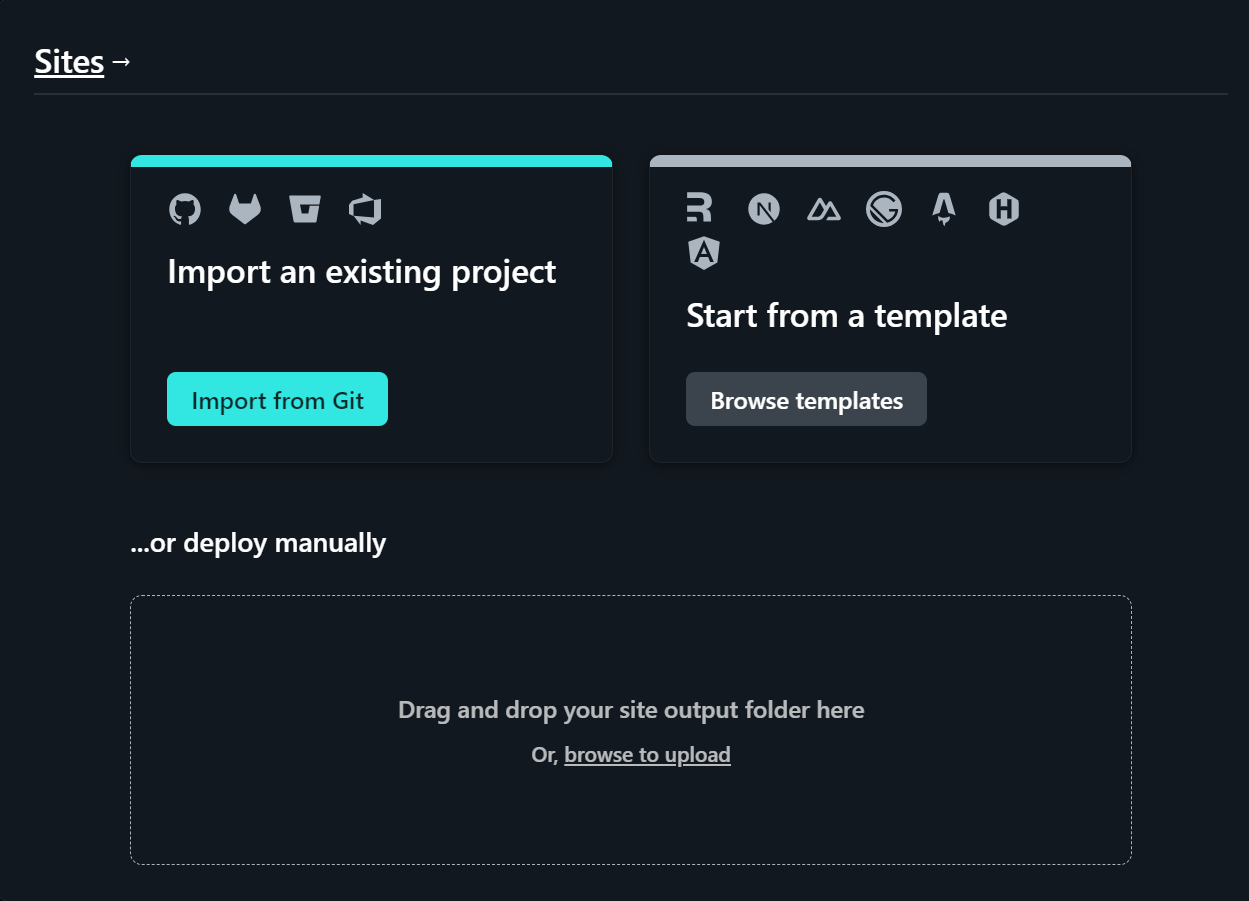 Sites →
Import an existing project
Import from Git
Start from a template
Browse templates
...or deploy manually
Drag and drop your site output folder here
Or, browse to upload